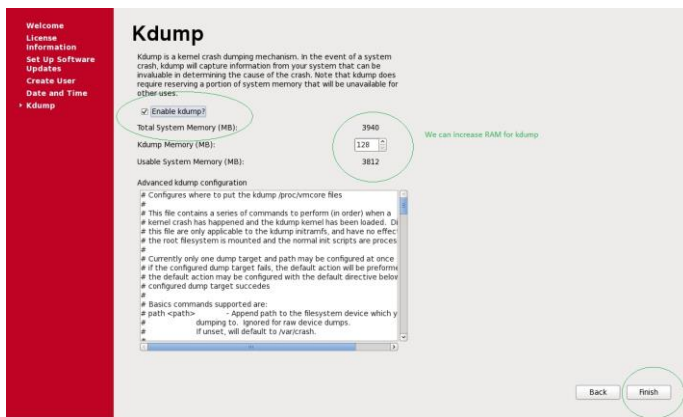 Welcome
License
Information
Set Up Software
Updates
Create User
Date and Time
Kdump
Kdump
Kdump is a kernel crash dumping mechanism. In the event of a system
crash, kdump will capture information from your system that can be
invaluable in determining the cause of the crash. Note that kdump does
require reserving a portion of system memory that will be unavailable for
other uses.
Enable kdump?
Total System Memory (MB): 3940
Kdump Memory (MB): 128
Usable System Memory (MB): 3812
We can increase RAM for kdump
Advanced kdump configuration
# Configures where to put the kdump /proc/vmcore files
#
# This file contains a series of commands to perform (in order) when a
# kernel crash has happened and the kdump kernel has been loaded. Di
# this file are only applicable to the kdump initramfs, and have no effect
# the root filesystem is mounted and the normal init scripts are proces
#
# Currently only one dump target and path may be configured at once
# if the configured dump target fails, the default action will be preforme
# the default action may be configured with the default directive below
# configured dump target succedes
#
# Basics commands supported are:
# path <path> - Append path to the filesystem device which y
# dumping to. Ignored for raw device dumps.
# If unset, will default to /var/crash.
#
Back Finish